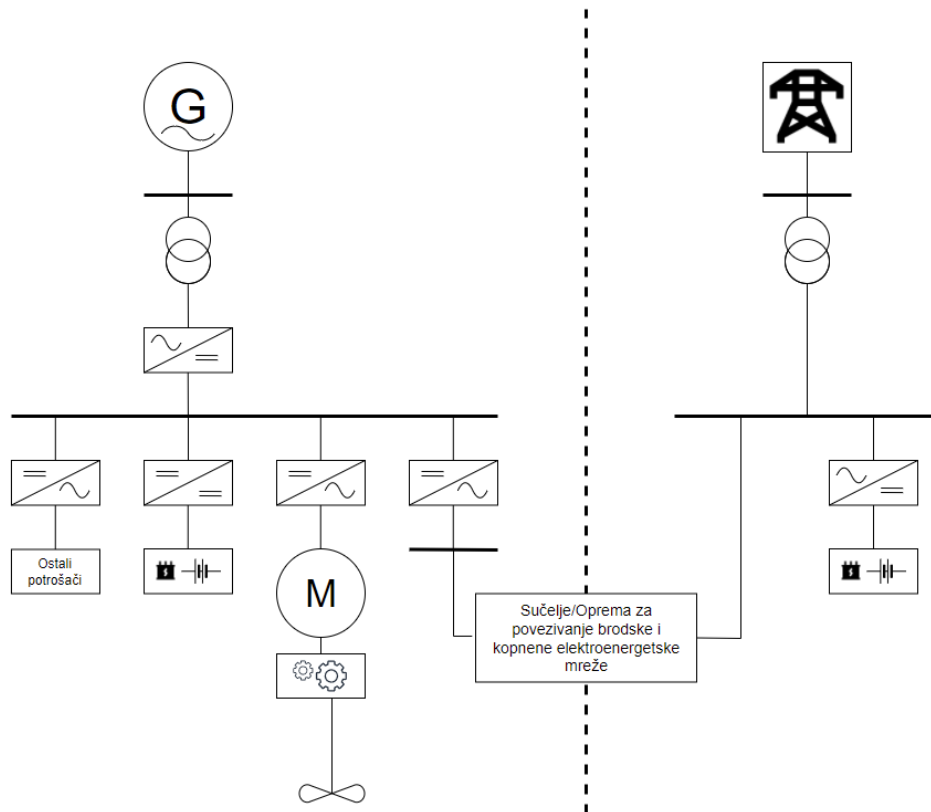 G
Ostali
potrošači
M
Sučelje/Oprema za
povezivanje brodske i
kopnene elektroenergetske
mreže